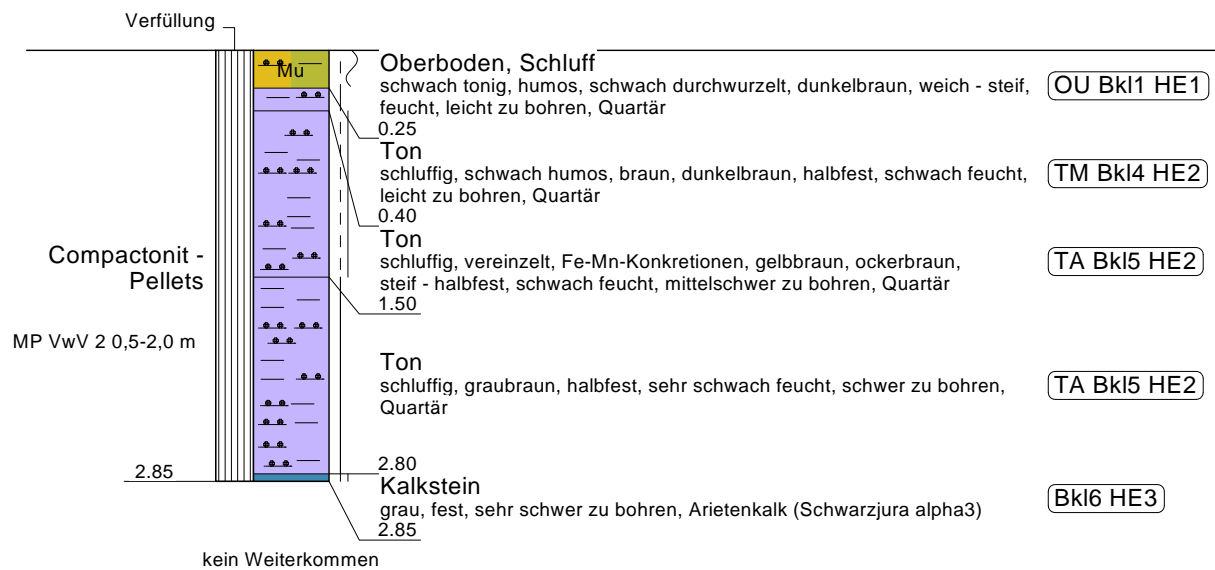 Verfüllung
Mu
Oberboden, Schluff
schwach tonig, humos, schwach durchwurzelt, dunkelbraun, weich - steif,
feucht, leicht zu bohren, Quartär
OU Bkl1 HE1
0.25
Ton
schluffig, schwach humos, braun, dunkelbraun, halbfest, schwach feucht,
leicht zu bohren, Quartär
TM Bkl4 HE2
0.40
Ton
schluffig, vereinzelt, Fe-Mn-Konkretionen, gelbbraun, ockerbraun,
steif - halbfest, schwach feucht, mittelschwer zu bohren, Quartär
TA Bkl5 HE2
1.50
Compactonit -
Pellets
MP VwV 2 0,5-2,0 m
Ton
schluffig, graubraun, halbfest, sehr schwach feucht, schwer zu bohren,
Quartär
TA Bkl5 HE2
2.80
2.85
Kalkstein
grau, fest, sehr schwer zu bohren, Arietenkalk (Schwarzjura alpha3)
Bkl6 HE3
2.85
kein Weiterkommen